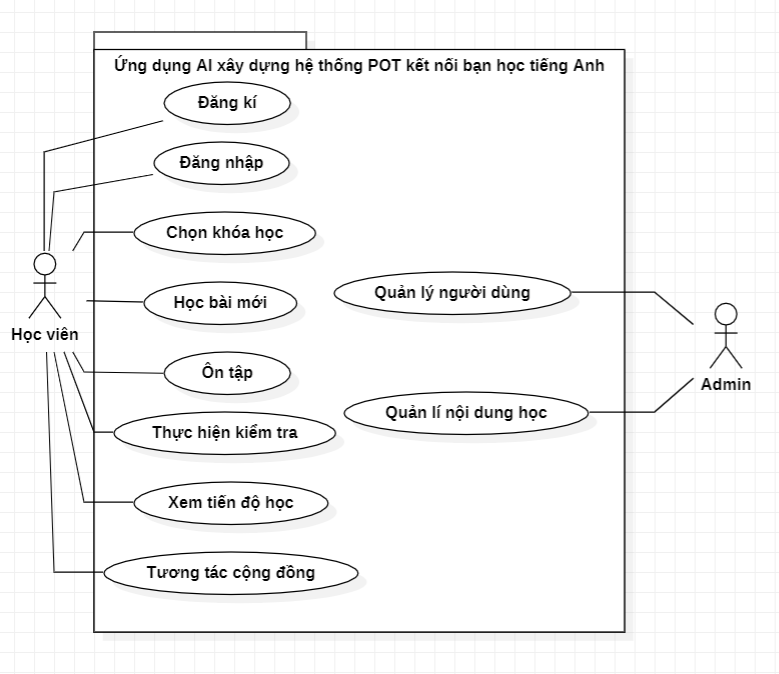 Ứng dụng AI xây dựng hệ thống POT kết nối bạn học tiếng Anh
Đăng kí
Đăng nhập
Chọn khóa học
Học bài mới
Ôn tập
Thực hiện kiểm tra
Xem tiến độ học
Tương tác cộng đồng
Học viên
Quản lý người dùng
Quản lí nội dung học
Admin